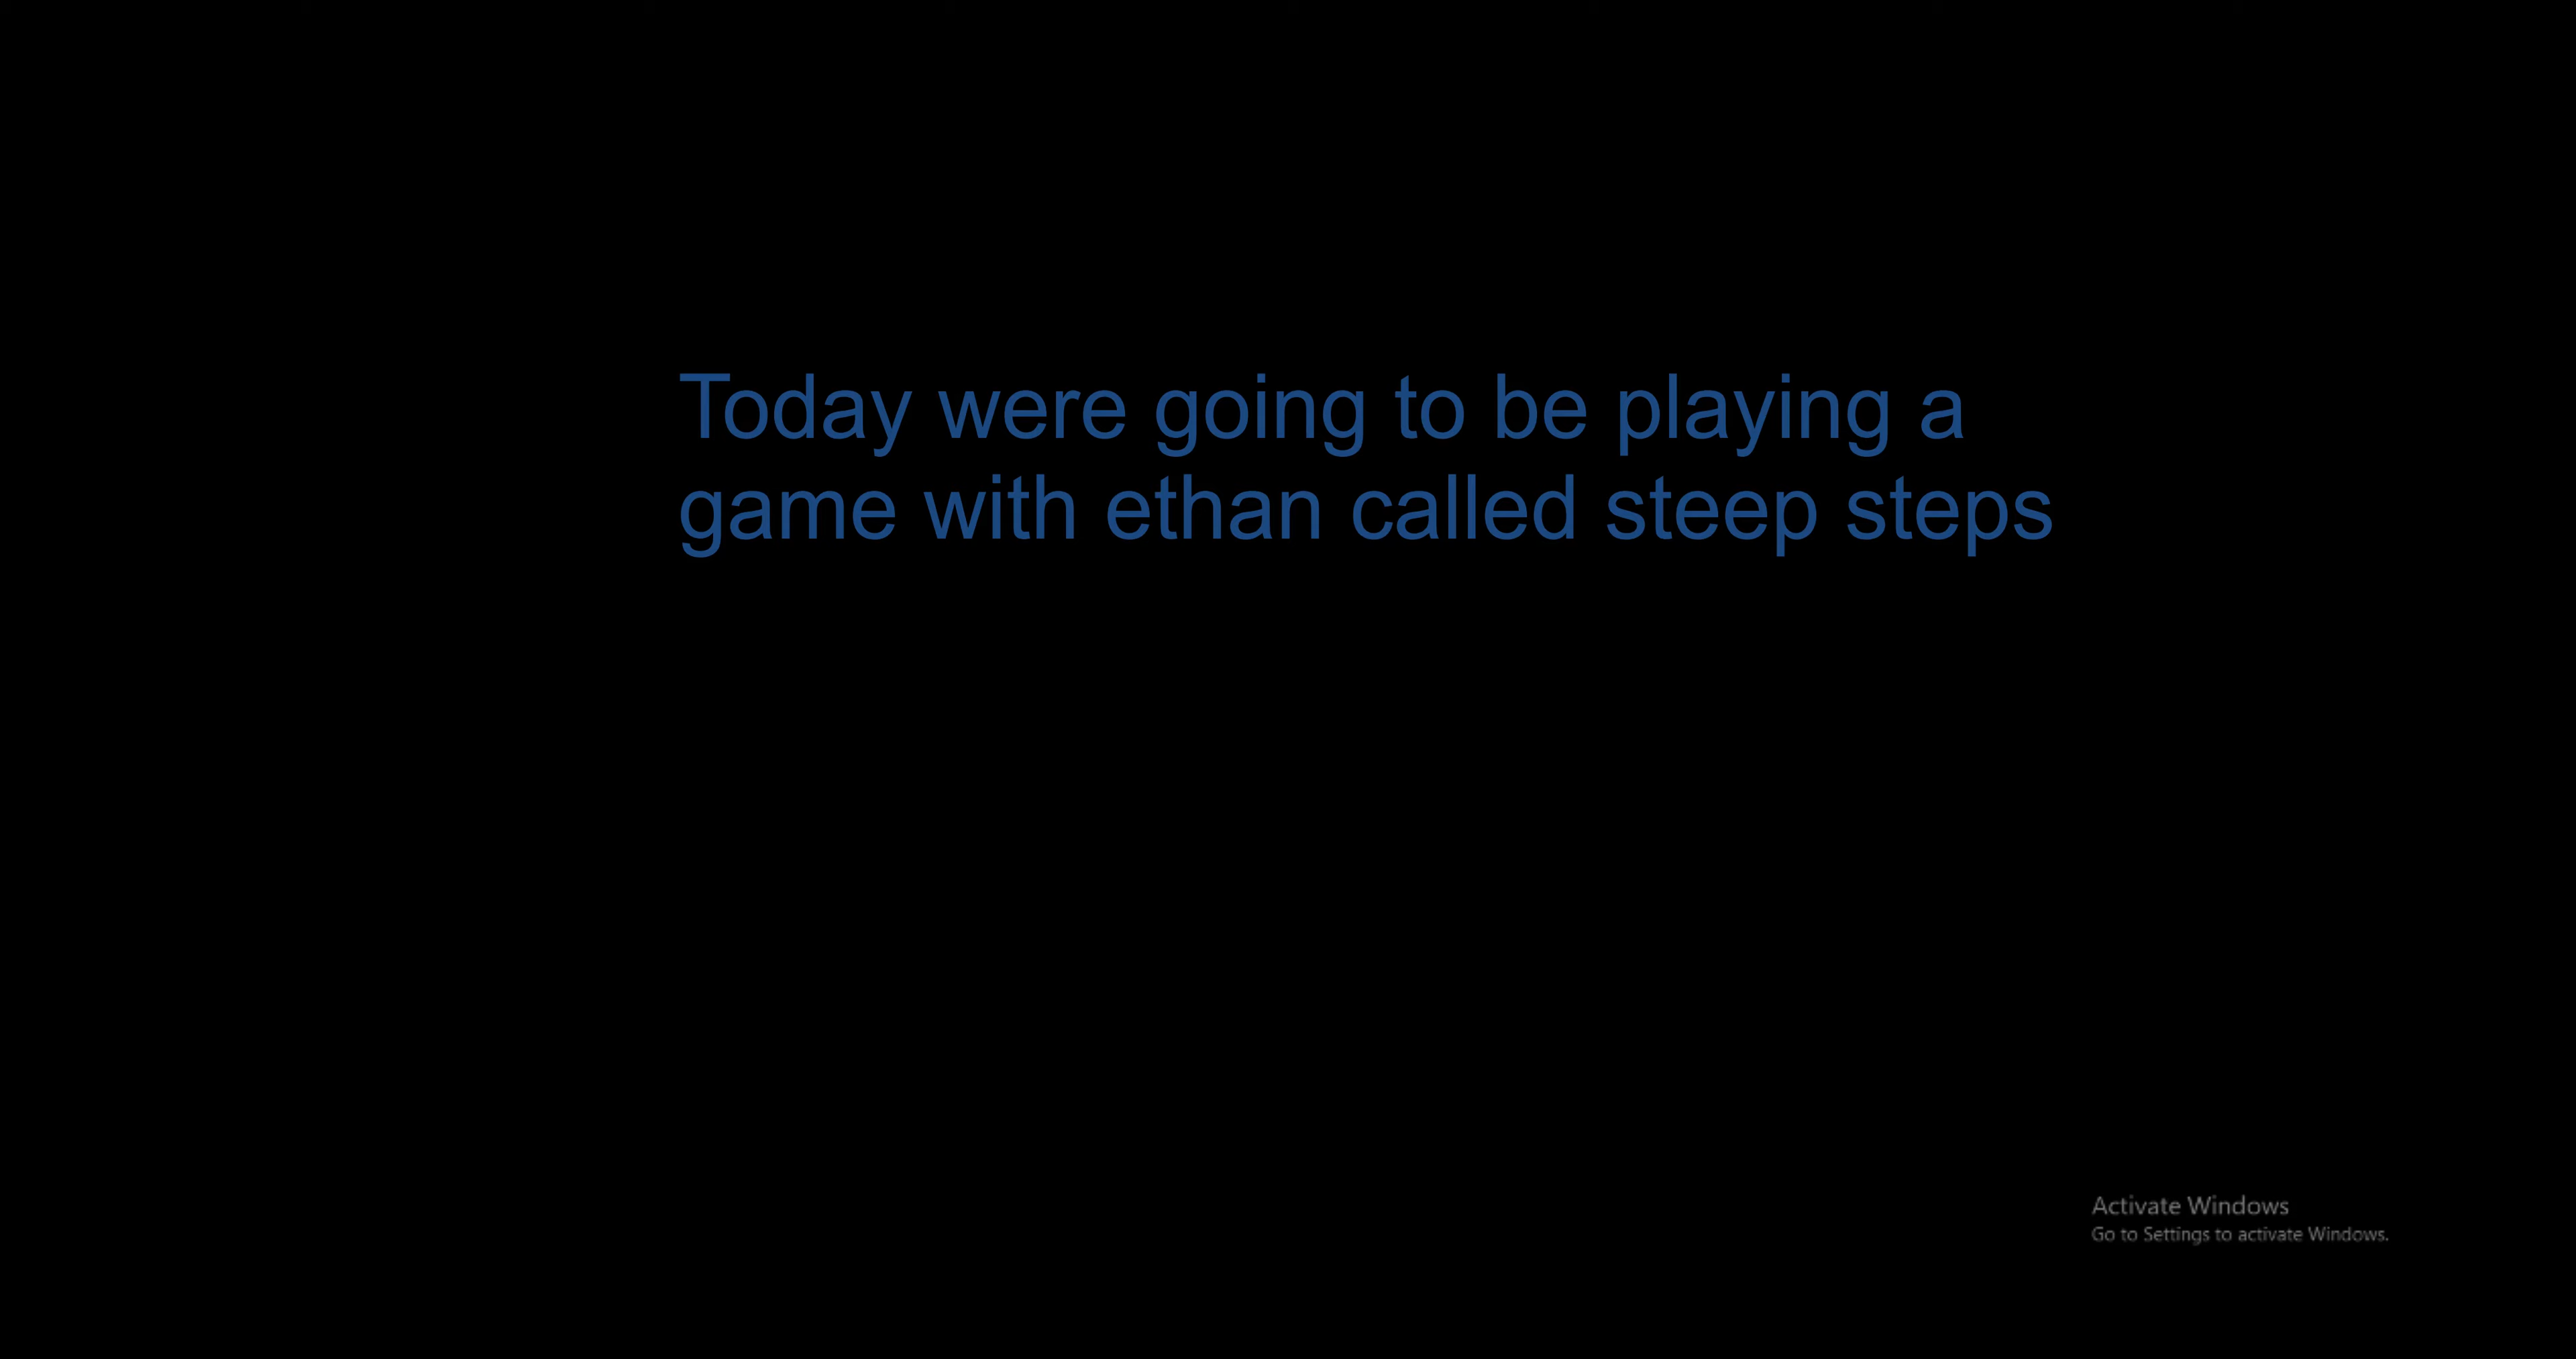 Today were going to be playing a
game with ethan called steep steps
Activate Windows
Go to Settings to activate Windows.